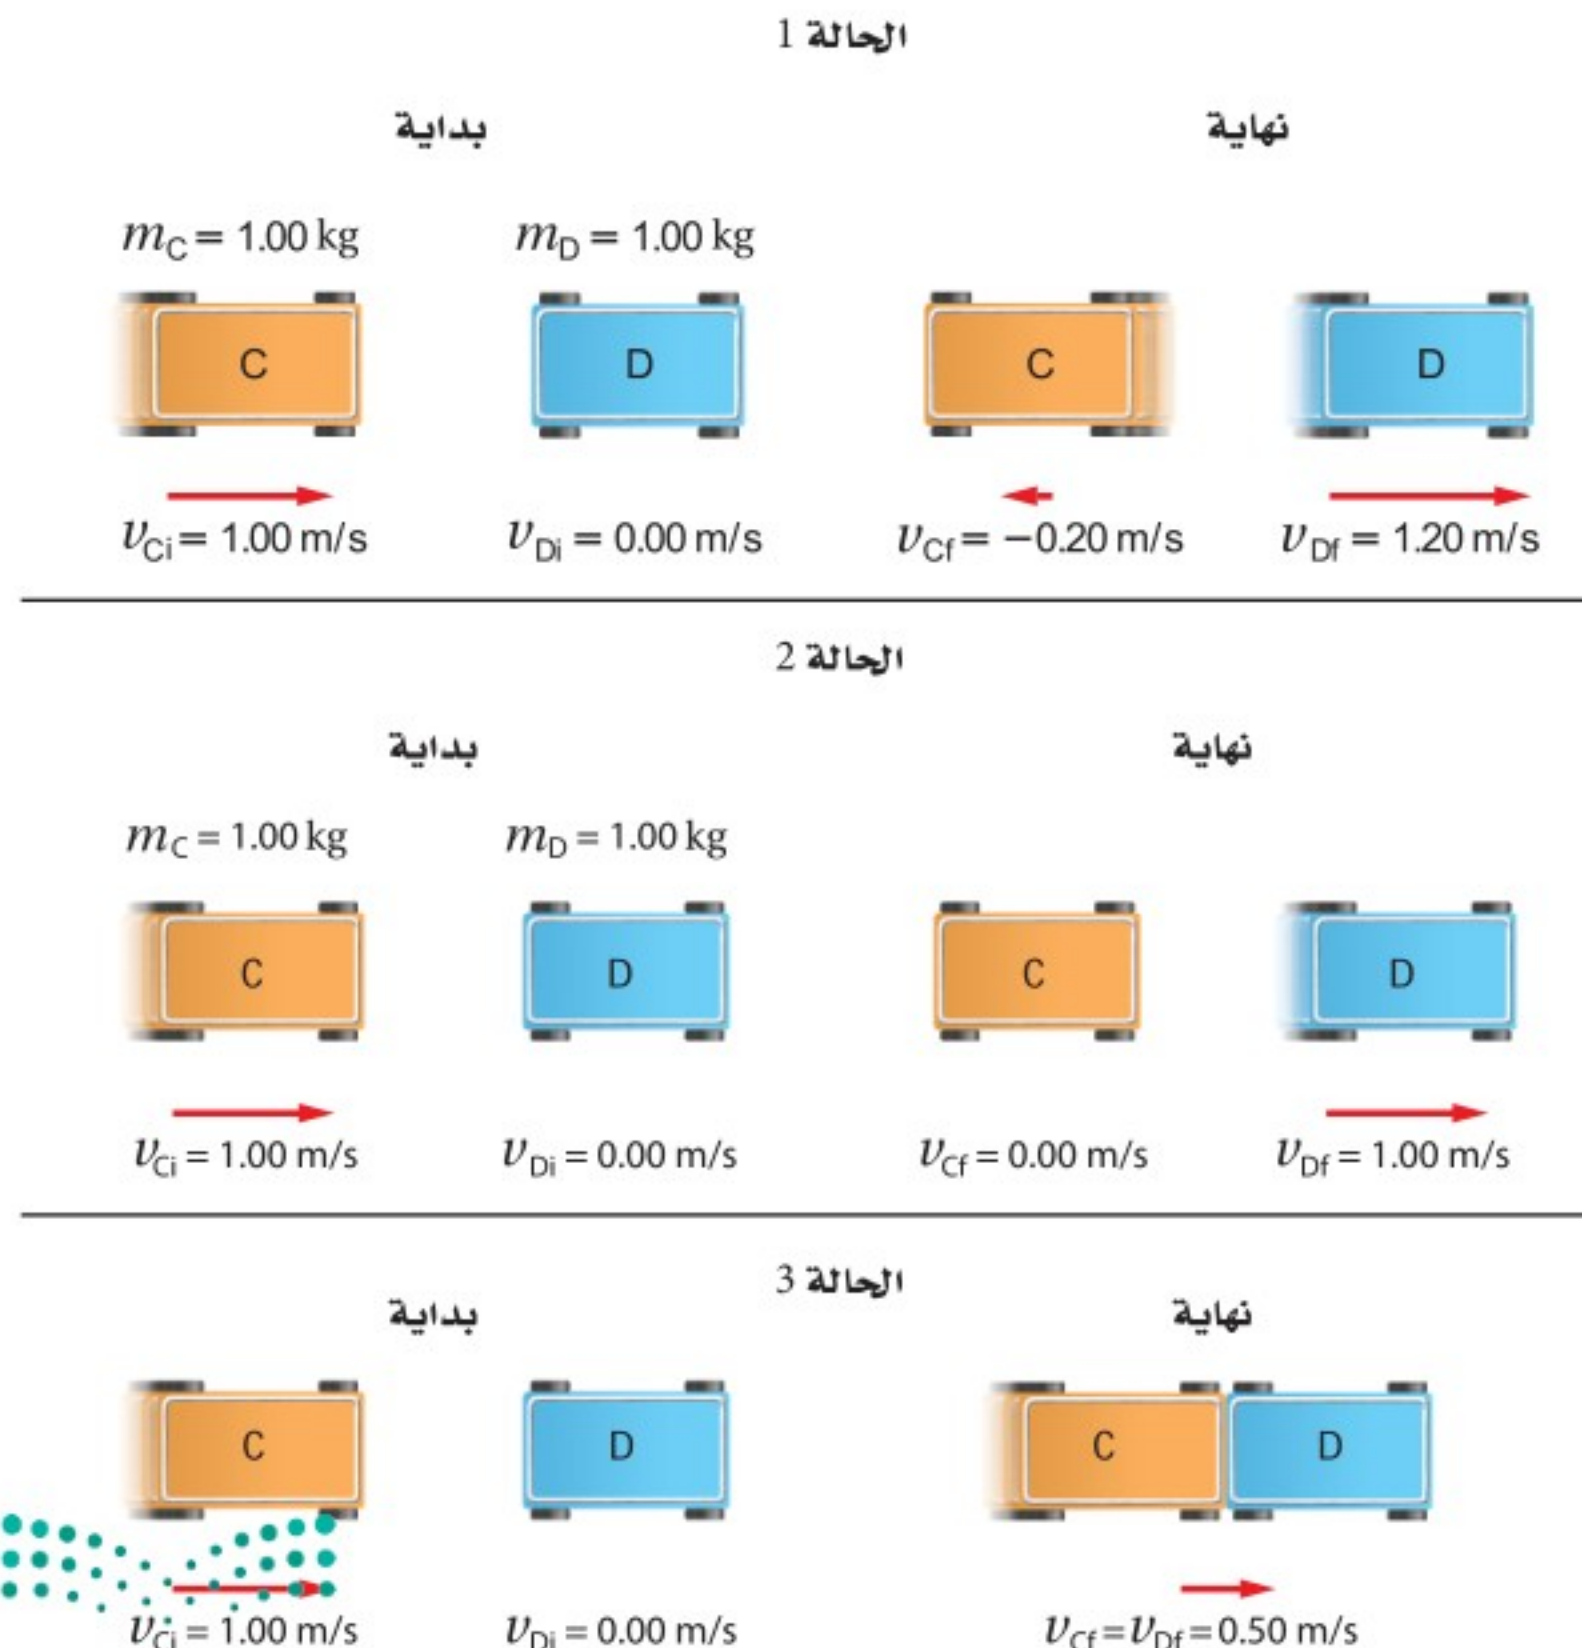 الحالة 1
بداية نهاية
m_C = 1.00 kg m_D = 1.00 kg
C D C D
v_Ci = 1.00 m/s v_Di = 0.00 m/s v_Cf = −0.20 m/s v_Df = 1.20 m/s
الحالة 2
بداية نهاية
m_C = 1.00 kg m_D = 1.00 kg
C D C D
v_Ci = 1.00 m/s v_Di = 0.00 m/s v_Cf = 0.00 m/s v_Df = 1.00 m/s
الحالة 3
بداية نهاية
C D C D
v_Ci = 1.00 m/s v_Di = 0.00 m/s v_Cf = v_Df = 0.50 m/s